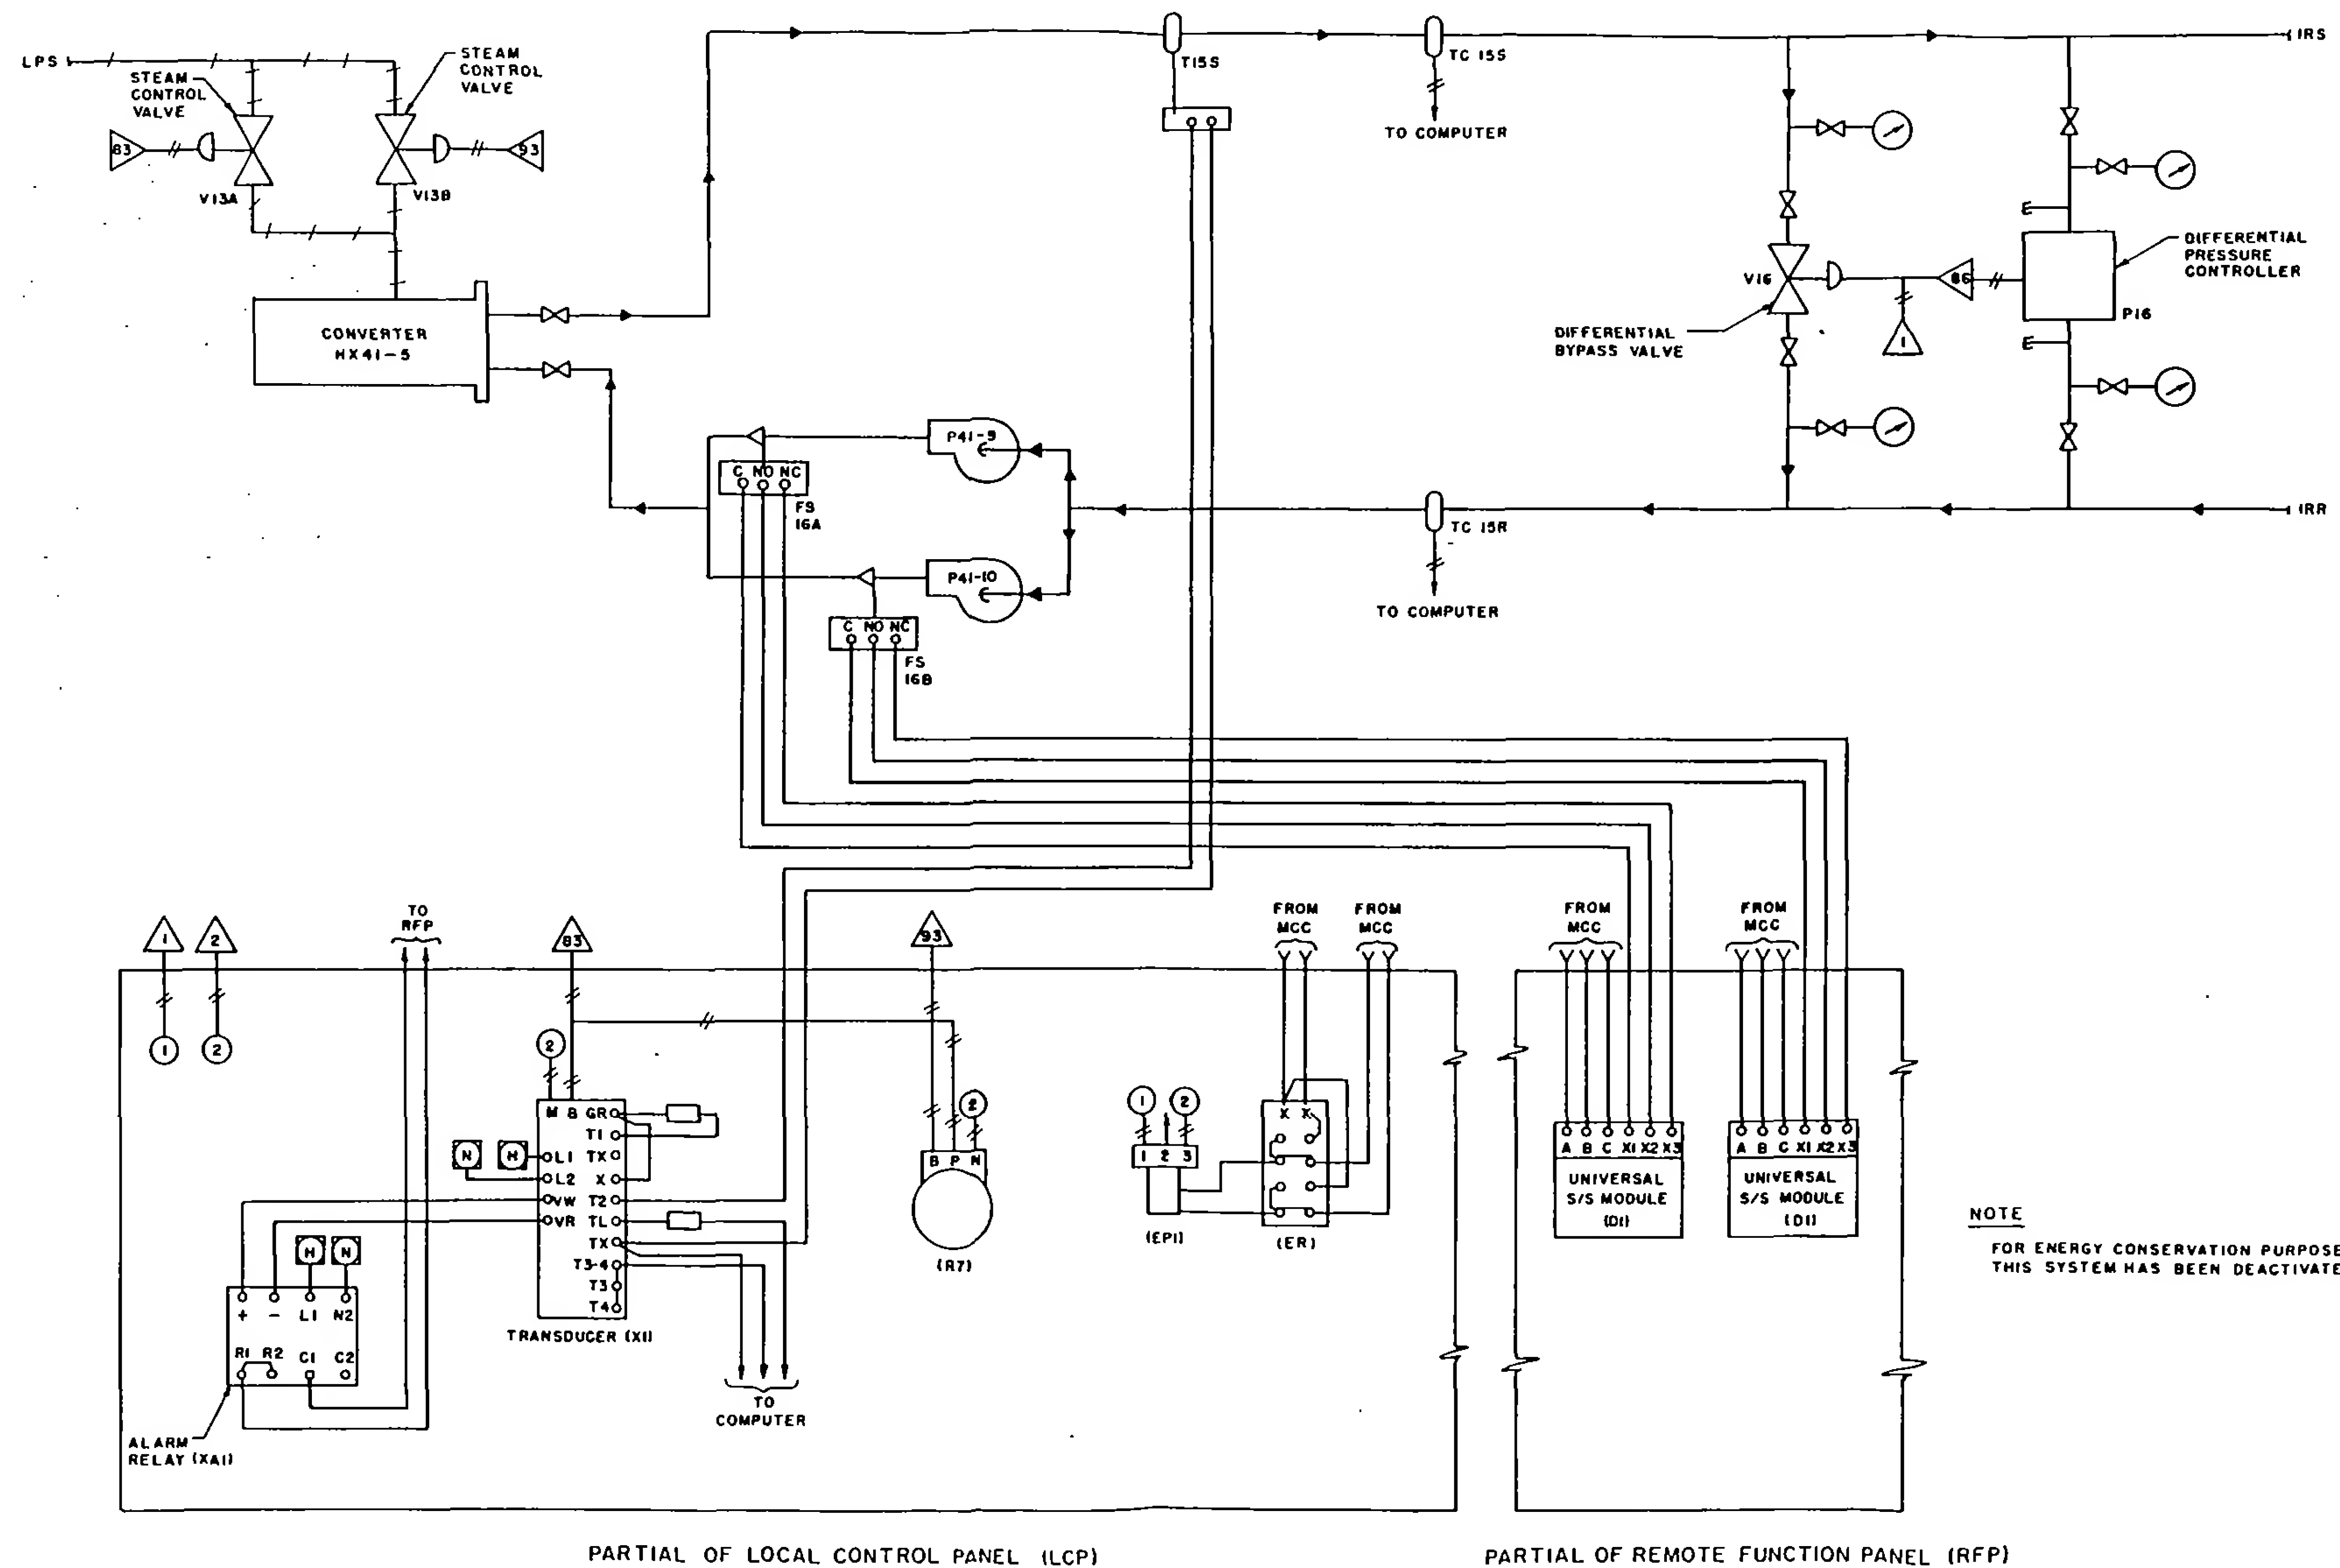 LPS
STEAM
CONTROL
VALVE
STEAM
CONTROL
VALVE
83
93
V13A
V13B
CONVERTER
HX41-5
T15S
TC 15S
TO COMPUTER
IRS
V16
86
1
DIFFERENTIAL
PRESSURE
CONTROLLER
P16
DIFFERENTIAL
BYPASS VALVE
P41-9
C NO NC
FS
16A
TC 15R
IRR
TO COMPUTER
P41-10
C NO NC
FS
16B
1
2
TO
RFP
83
93
FROM
MCC
FROM
MCC
FROM
MCC
FROM
MCC
1
2
2
M B GR
T1
N
H
L1 TX
L2 X
VW T2
VR TL
TX
T3-4
T3
T4
TRANSDUCER (X1)
H
N
+ - L1 N2
R1 R2 C1 C2
ALARM
RELAY (XA1)
TO
COMPUTER
2
B P N
(R7)
1
2
1 2 3
(EP1)
X X
(ER)
A B C X1 X2 X3
UNIVERSAL
S/S MODULE
(D1)
A B C X1 X2 X3
UNIVERSAL
S/S MODULE
(D1)
NOTE
FOR ENERGY CONSERVATION PURPOSE
THIS SYSTEM HAS BEEN DEACTIVATE
PARTIAL OF LOCAL CONTROL PANEL (LCP)
PARTIAL OF REMOTE FUNCTION PANEL (RFP)